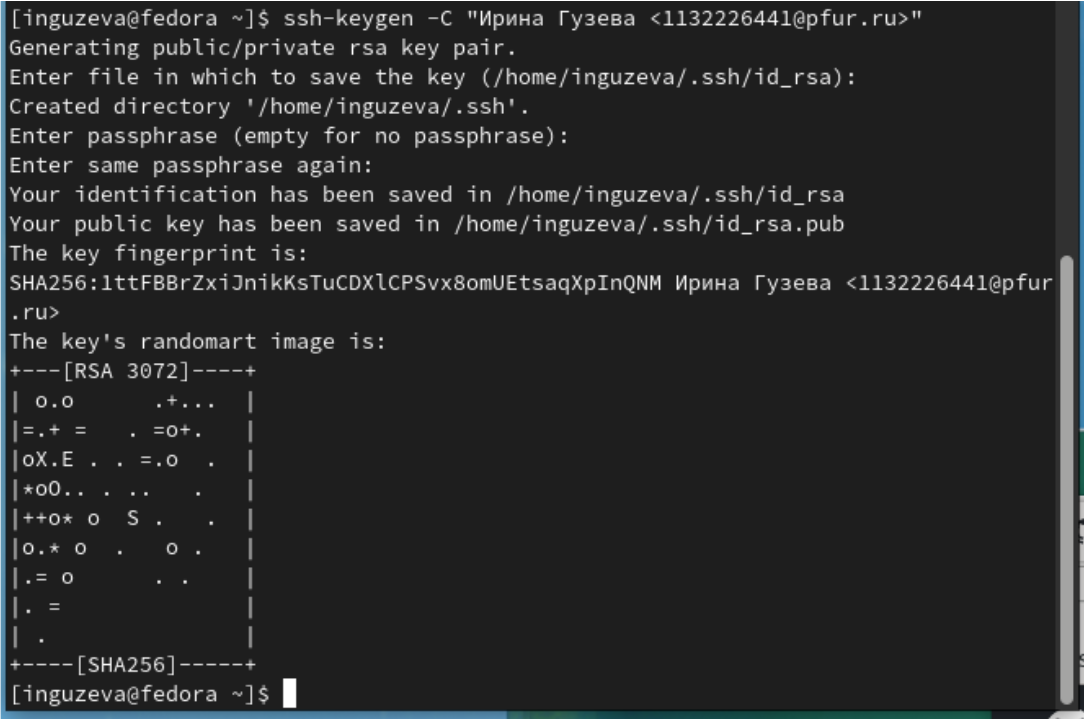 [inguzeva@fedora ~]$ ssh-keygen -C "Ирина Гузева <1132226441@pfur.ru>"
Generating public/private rsa key pair.
Enter file in which to save the key (/home/inguzeva/.ssh/id_rsa):
Created directory '/home/inguzeva/.ssh'.
Enter passphrase (empty for no passphrase):
Enter same passphrase again:
Your identification has been saved in /home/inguzeva/.ssh/id_rsa
Your public key has been saved in /home/inguzeva/.ssh/id_rsa.pub
The key fingerprint is:
SHA256:1ttFBBrZxiJnikKsTuCDXlCPSvx8omUEtsaqXpInQNM Ирина Гузева <1132226441@pfur
.ru>
The key's randomart image is:
+---[RSA 3072]----+
| o.o      .+...  |
|=.+ =   . =o+.   |
|oX.E . . =.o  .  |
|*oO.. . ..   .   |
|++o* o  S .   .  |
|o.* o  .   o .   |
|.= o      . .    |
|. =              |
| .               |
+----[SHA256]-----+
[inguzeva@fedora ~]$